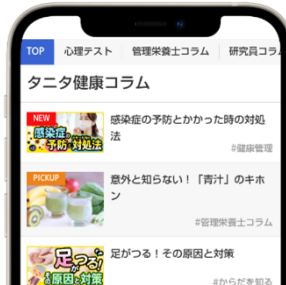 TOP 心理テスト 管理栄養士コラム 研究員コラ
タニタ健康コラム
NEW
感染症の
予防と対処法
感染症の予防とかかった時の対処
法
#健康管理
PICKUP
意外と知らない！「青汁」のキホ
ン
#管理栄養士コラム
足がつる!
その原因と対策
足がつる！その原因と対策
#からだを知る